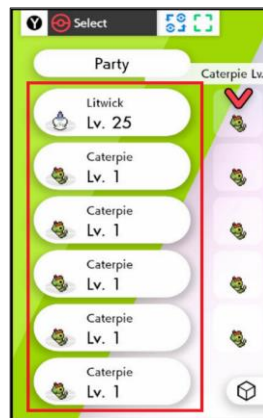 Y Select
Party
Caterpie Lv.
Litwick
Lv. 25
Caterpie
Lv. 1
Caterpie
Lv. 1
Caterpie
Lv. 1
Caterpie
Lv. 1
Caterpie
Lv. 1